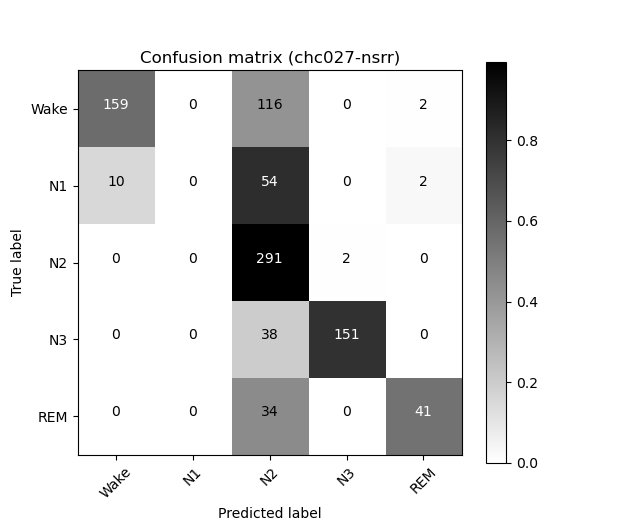 Confusion matrix (chc027-nsrr)
Wake 159 0 116 0 2
N1 10 0 54 0 2
N2 0 0 291 2 0
N3 0 0 38 151 0
REM 0 0 34 0 41
Wake N1 N2 N3 REM
True label
Predicted label
0.8
0.6
0.4
0.2
0.0